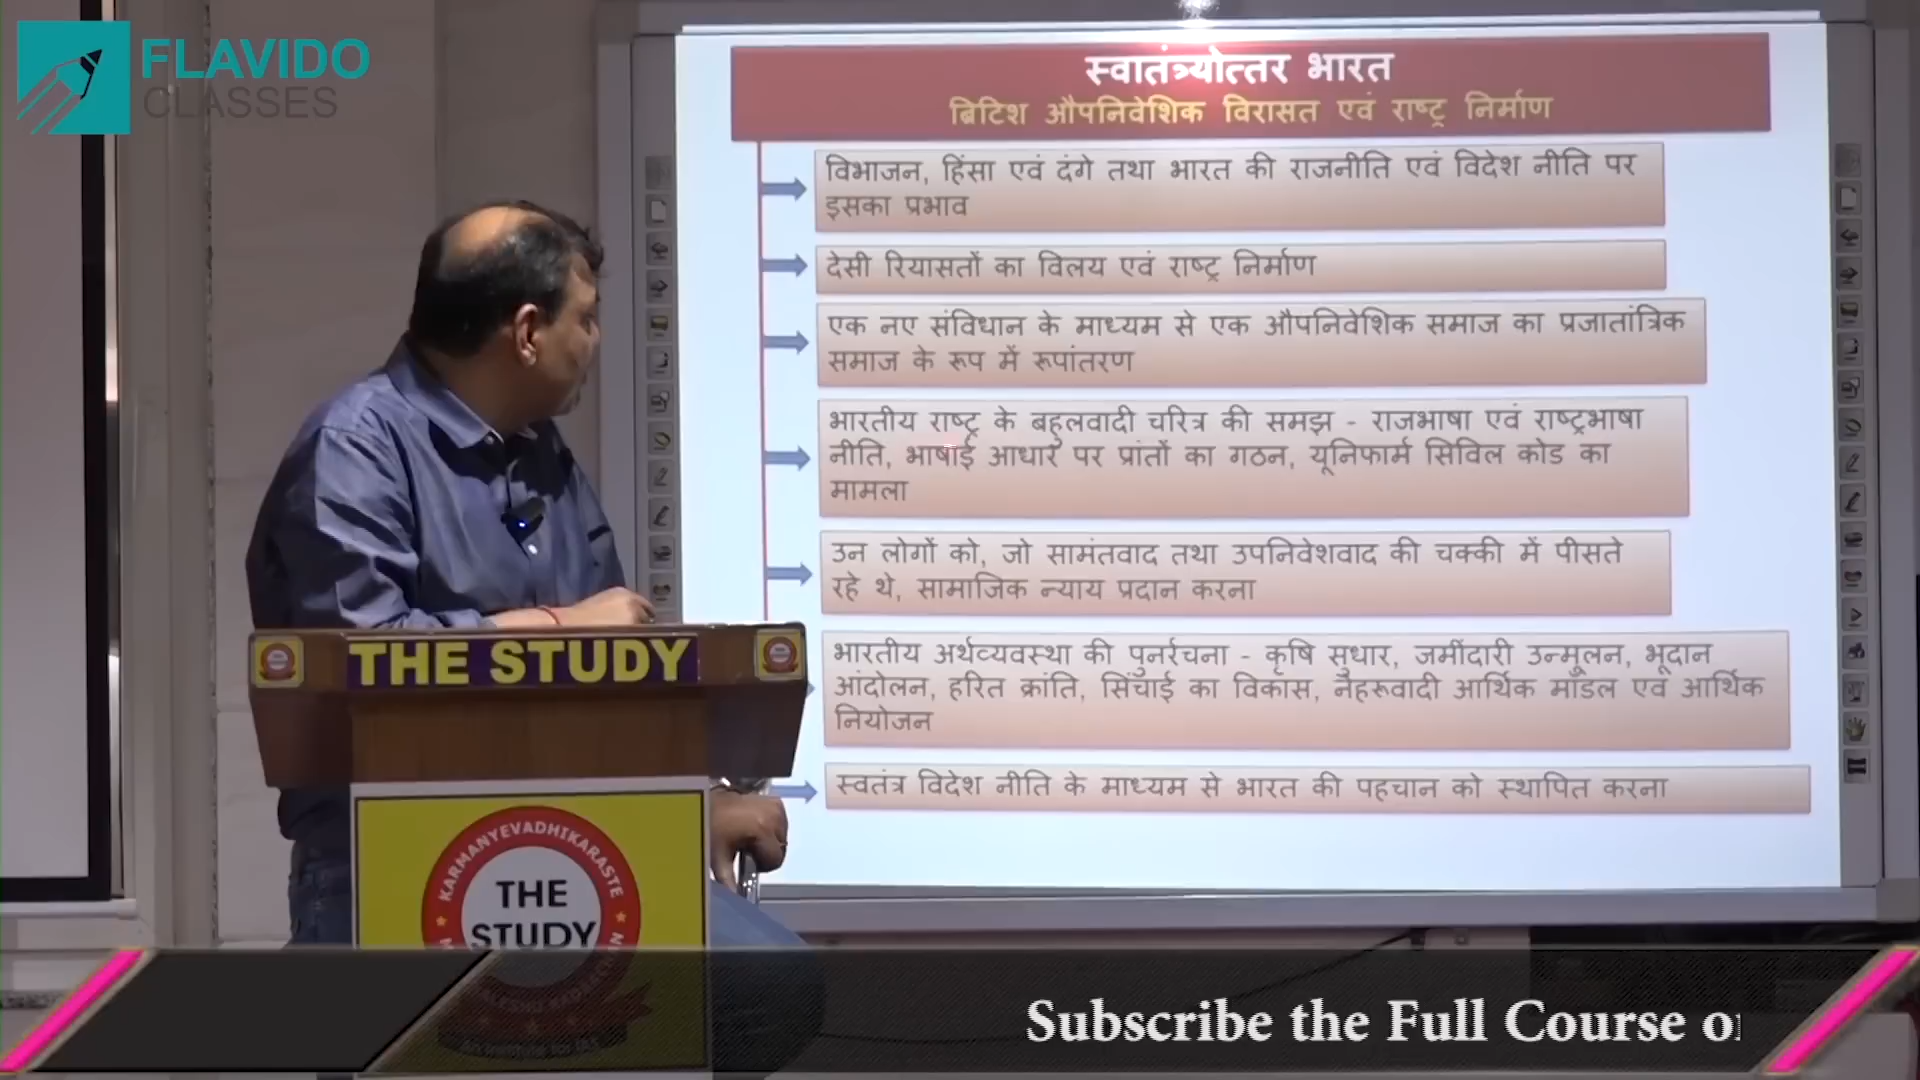 FLAVIDO
CLASSES
स्वातंत्र्योत्तर भारत
ब्रिटिश औपनिवेशिक विरासत एवं राष्ट्र निर्माण
विभाजन, हिंसा एवं दंगे तथा भारत की राजनीति एवं विदेश नीति पर
इसका प्रभाव
देसी रियासतों का विलय एवं राष्ट्र निर्माण
एक नए संविधान के माध्यम से एक औपनिवेशिक समाज का प्रजातांत्रिक
समाज के रूप में रूपांतरण
भारतीय राष्ट्र के बहुलवादी चरित्र की समझ - राजभाषा एवं राष्ट्रभाषा
नीति, भाषाई आधार पर प्रांतों का गठन, यूनिफार्म सिविल कोड का
मामला
उन लोगों को, जो सामंतवाद तथा उपनिवेशवाद की चक्की में पीसते
रहे थे, सामाजिक न्याय प्रदान करना
भारतीय अर्थव्यवस्था की पुनर्रचना - कृषि सुधार, जमींदारी उन्मूलन, भूदान
आंदोलन, हरित क्रांति, सिंचाई का विकास, नेहरूवादी आर्थिक मॉडल एवं आर्थिक
नियोजन
स्वतंत्र विदेश नीति के माध्यम से भारत की पहचान को स्थापित करना
THE STUDY
KARMANYEVADHIKARASTE
THE
STUDY
Subscribe the Full Course